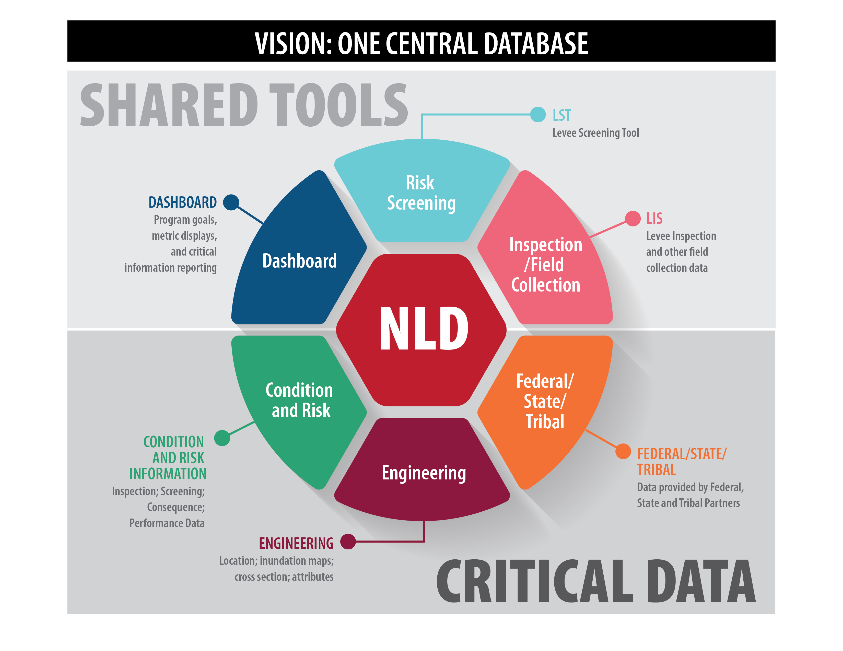 VISION: ONE CENTRAL DATABASE
SHARED TOOLS
LST
Levee Screening Tool
Risk
Screening
DASHBOARD
Program goals,
metric displays,
and critical
information reporting
Dashboard
Inspection
/Field
Collection
LIS
Levee Inspection
and other field
collection data
NLD
Condition
and Risk
Federal/
State/
Tribal
CONDITION
AND RISK
INFORMATION
Inspection; Screening;
Consequence;
Performance Data
Engineering
FEDERAL/STATE/
TRIBAL
Data provided by Federal,
State and Tribal Partners
ENGINEERING
Location; inundation maps;
cross section; attributes
CRITICAL DATA